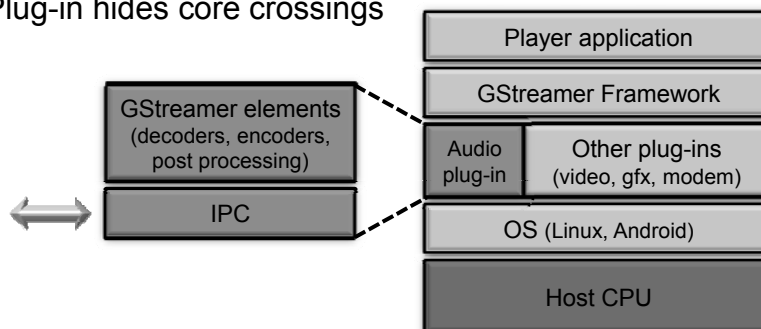 Plug-in hides core crossings
Player application
GStreamer Framework
Audio
plug-in
Other plug-ins
(video, gfx, modem)
OS (Linux, Android)
Host CPU
GStreamer elements
(decoders, encoders,
post processing)
IPC